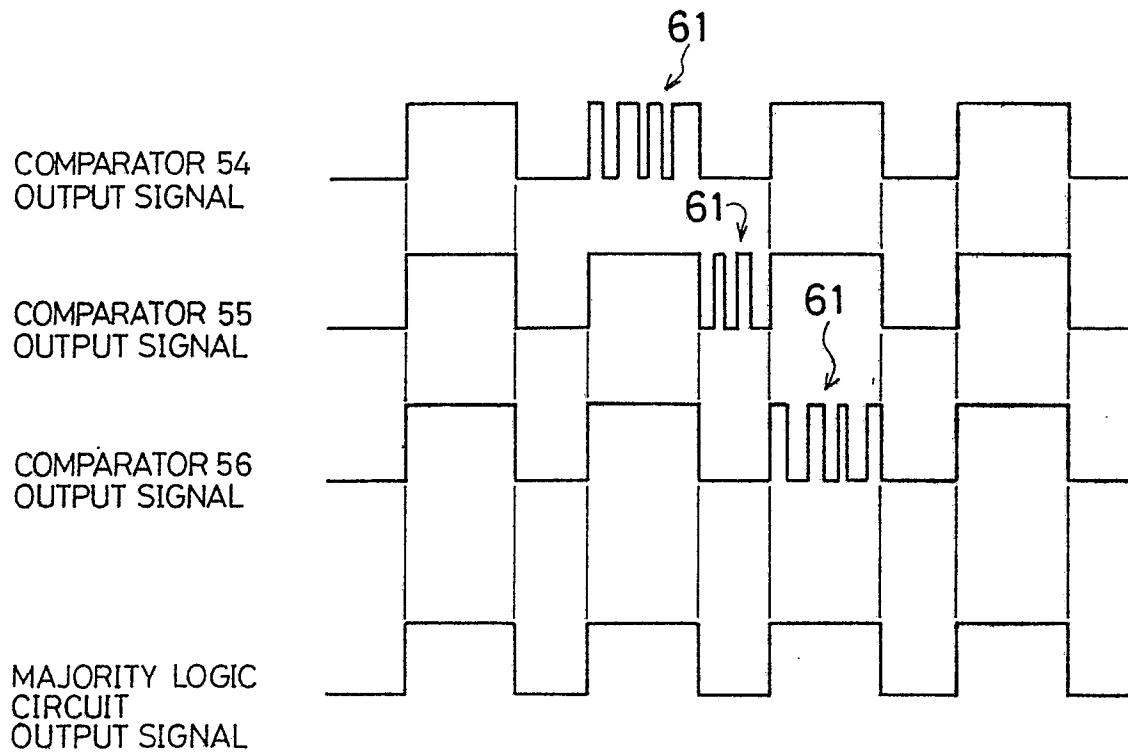 61
COMPARATOR 54
OUTPUT SIGNAL
61
COMPARATOR 55
OUTPUT SIGNAL
61
COMPARATOR 56
OUTPUT SIGNAL
MAJORITY LOGIC
CIRCUIT
OUTPUT SIGNAL